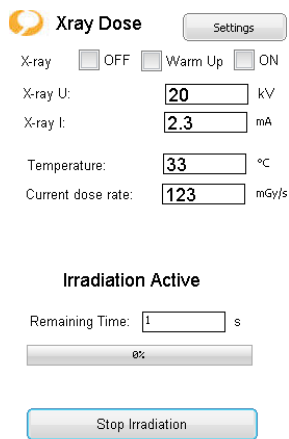 Xray Dose
Settings
X-ray OFF Warm Up ON
X-ray U: 20 kV
X-ray I: 2.3 mA
Temperature: 33 °C
Current dose rate: 123 mGy/s
Irradiation Active
Remaining Time: 1 s
0%
Stop Irradiation